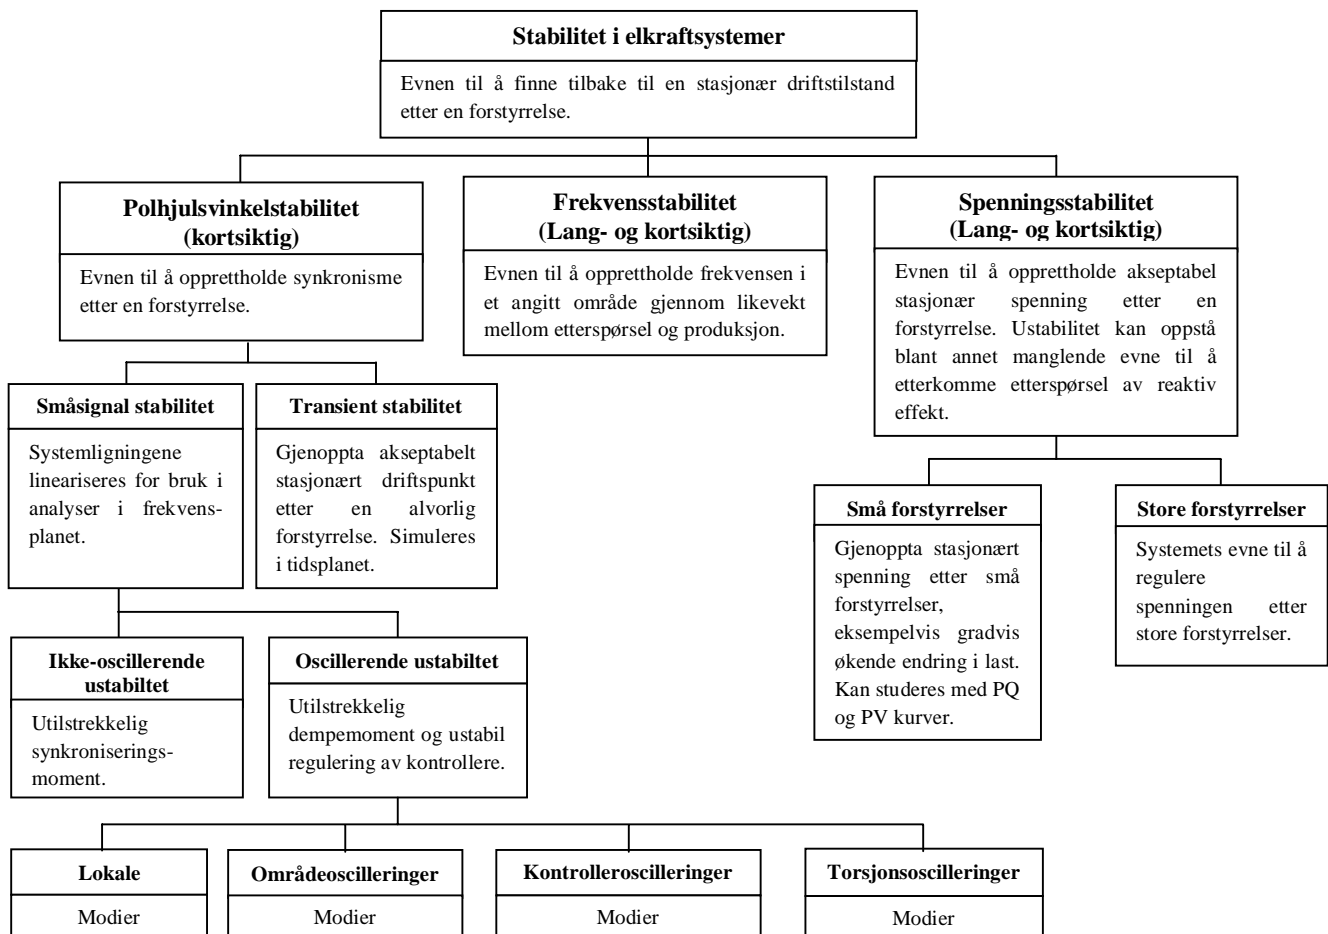 Stabilitet i elkraftsystemer
Evnen til å finne tilbake til en stasjonær driftstilstand
etter en forstyrrelse.
Polhjulsvinkelstabilitet
(kortsiktig)
Evnen til å opprettholde synkronisme
etter en forstyrrelse.
Frekvensstabilitet
(Lang- og kortsiktig)
Evnen til å opprettholde frekvensen i
et angitt område gjennom likevekt
mellom etterspørsel og produksjon.
Spenningsstabilitet
(Lang- og kortsiktig)
Evnen til å opprettholde akseptabel
stasjonær spenning etter en
forstyrrelse. Ustabilitet kan oppstå
blant annet manglende evne til å
etterkomme etterspørsel av reaktiv
effekt.
Småsignal stabilitet
Systemligningene
lineariseres for bruk i
analyser i frekvens-
planet.
Transient stabilitet
Gjenoppta akseptabelt
stasjonært driftspunkt
etter en alvorlig
forstyrrelse. Simuleres
i tidsplanet.
Små forstyrrelser
Gjenoppta stasjonært
spenning etter små
forstyrrelser,
eksempelvis gradvis
økende endring i last.
Kan studeres med PQ
og PV kurver.
Store forstyrrelser
Systemets evne til å
regulere
spenningen etter
store forstyrrelser.
Ikke-oscillerende
ustabiltet
Utilstrekkelig
synkroniserings-
moment.
Oscillerende ustabiltet
Utilstrekkelig
dempemoment og ustabil
regulering av kontrollere.
Lokale
Modier
Områdeoscilleringer
Modier
Kontrolleroscilleringer
Modier
Torsjonsoscilleringer
Modier